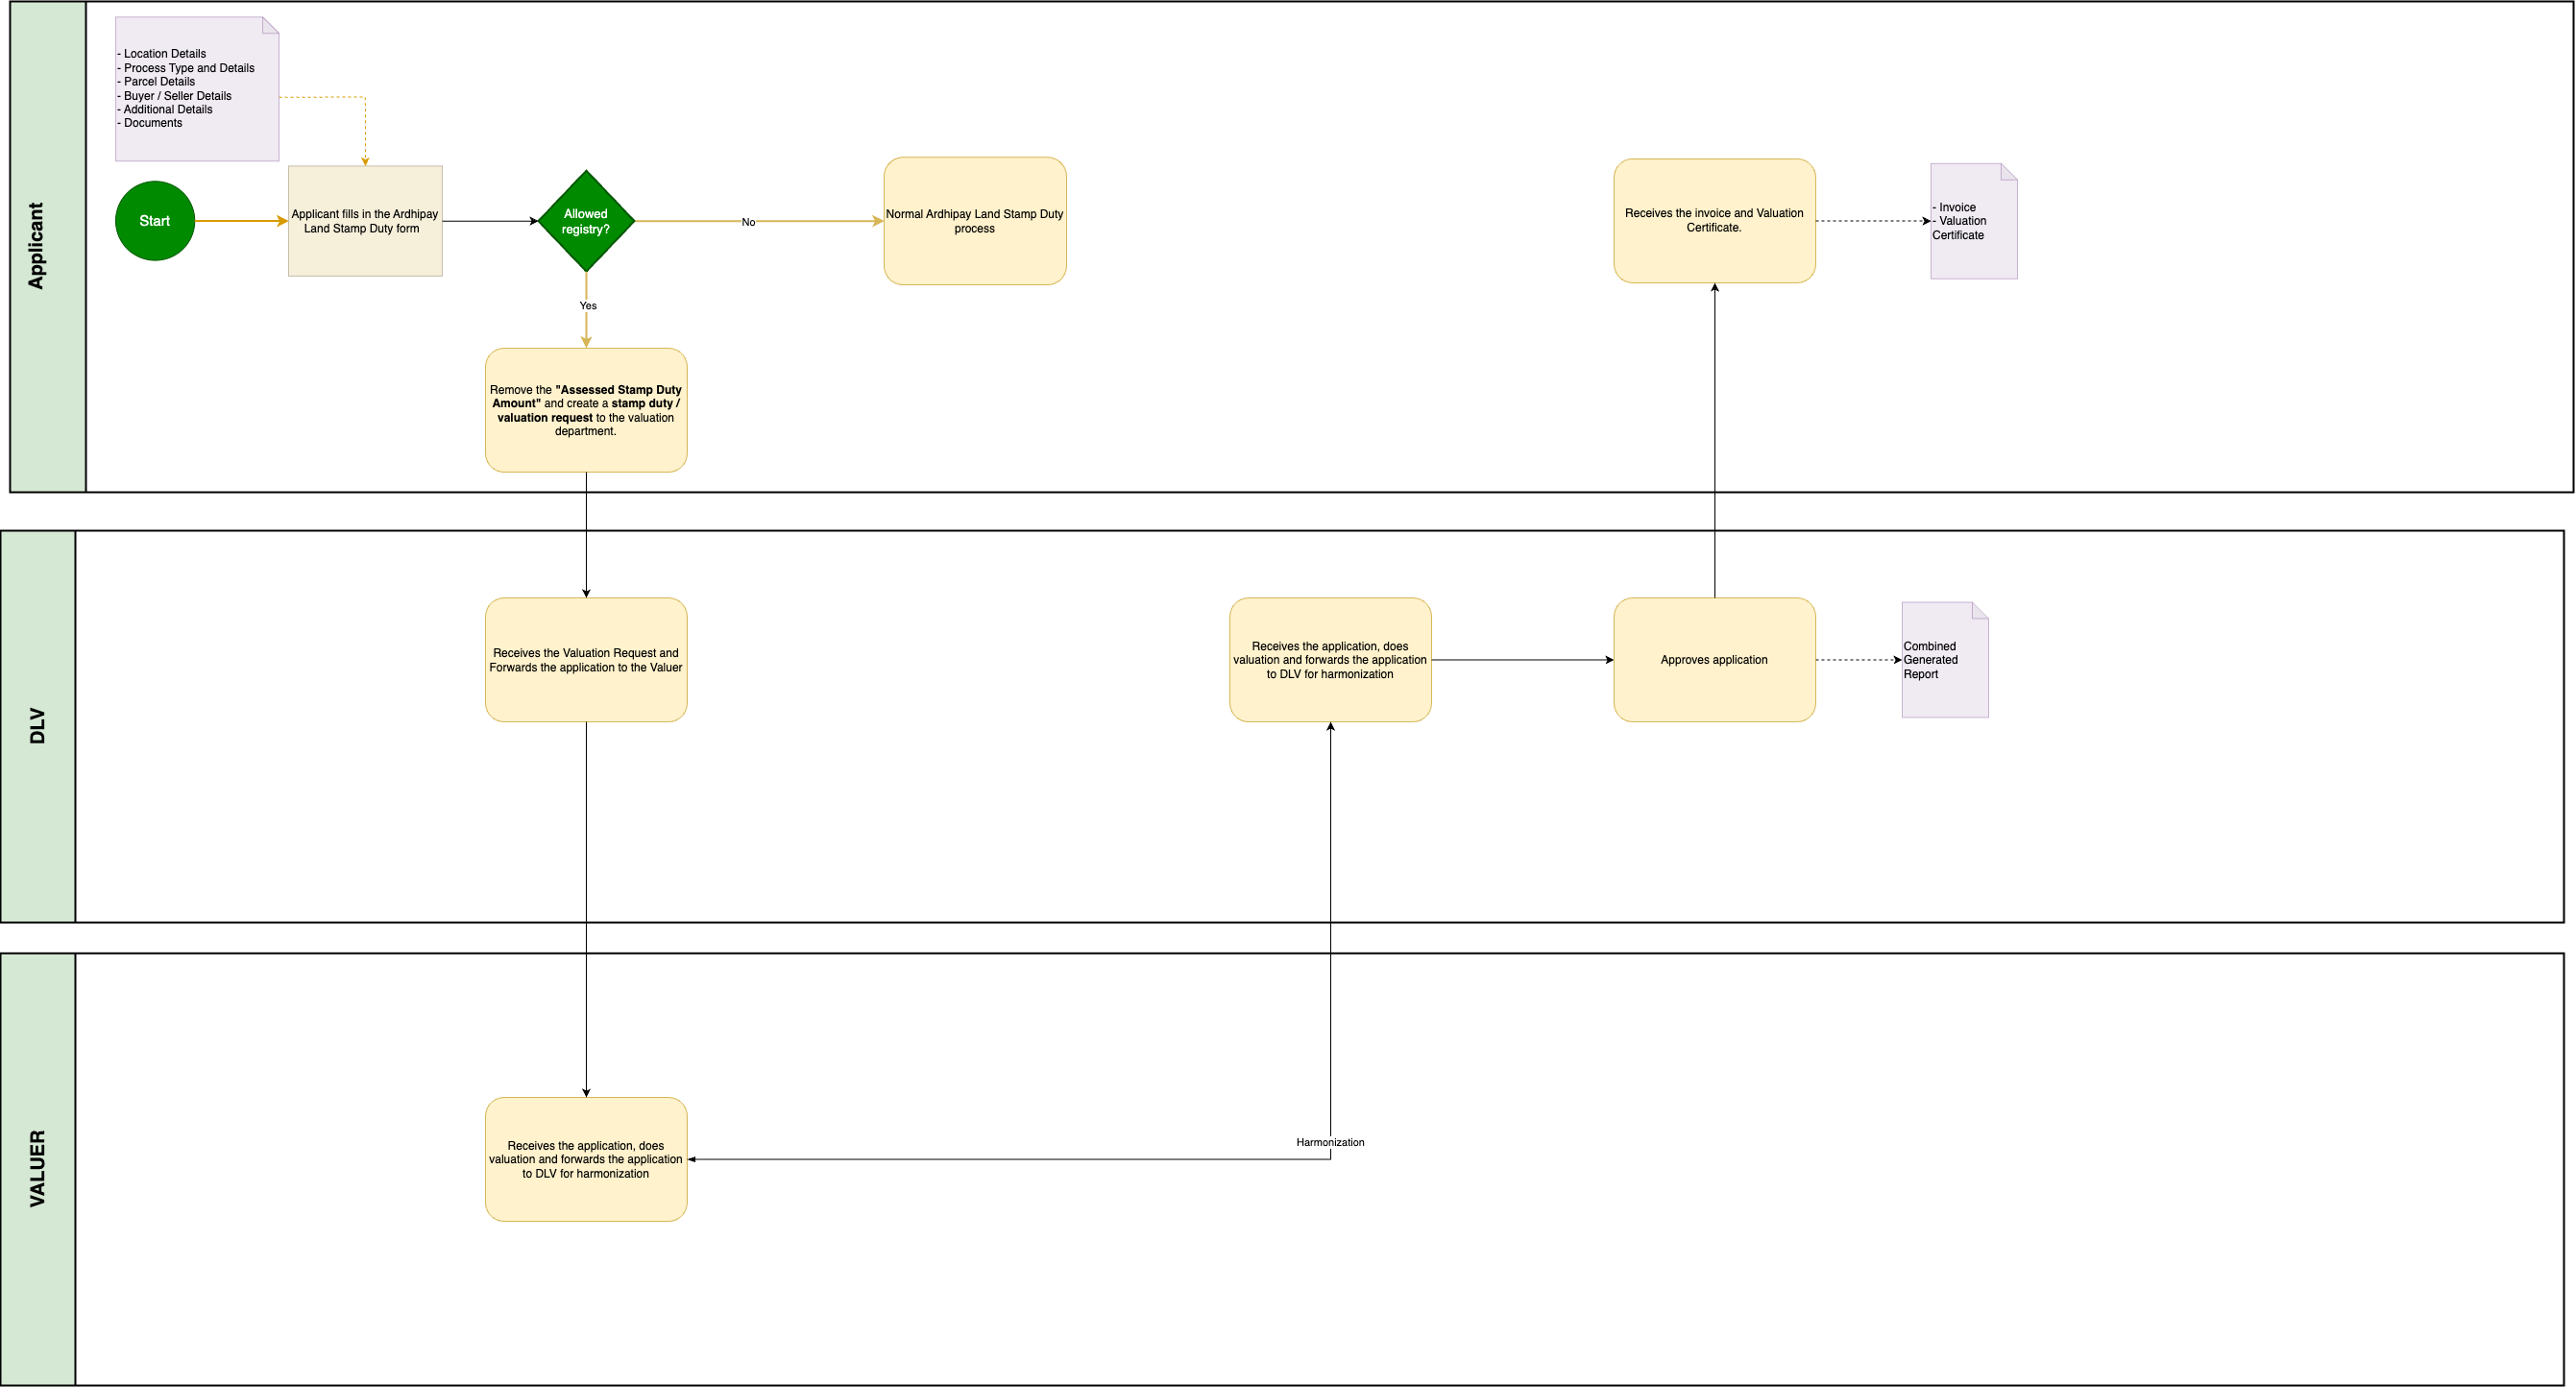 Applicant
- Location Details
- Process Type and Details
- Parcel Details
- Buyer / Seller Details
- Additional Details
- Documents
Start
Applicant fills in the Ardhipay
Land Stamp Duty form
Allowed
registry?
No
Normal Ardhipay Land Stamp Duty
process
Yes
Remove the "Assessed Stamp Duty
Amount" and create a stamp duty /
valuation request to the valuation
department.
Receives the invoice and Valuation
Certificate.
- Invoice
- Valuation
Certificate
DLV
Receives the Valuation Request and
Forwards the application to the Valuer
Receives the application, does
valuation and forwards the application
to DLV for harmonization
Approves application
Combined
Generated
Report
VALUER
Receives the application, does
valuation and forwards the application
to DLV for harmonization
Harmonization